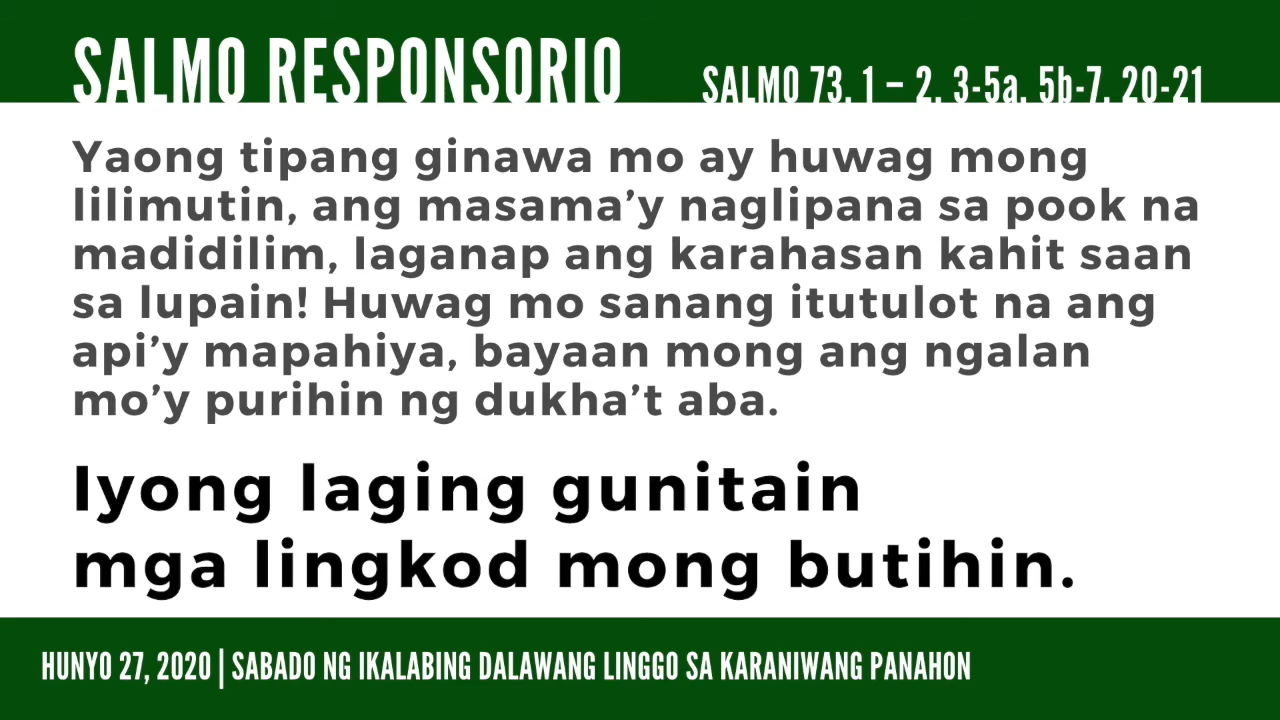 SALMO RESPONSORIO
SALMO 73, 1 – 2, 3-5a, 5b-7, 20-21
Yaong tipang ginawa mo ay huwag mong
lilimutin, ang masama’y naglipana sa pook na
madidilim, laganap ang karahasan kahit saan
sa lupain! Huwag mo sanang itutulot na ang
api’y mapahiya, bayaan mong ang ngalan
mo’y purihin ng dukha’t aba.
Iyong laging gunitain
mga lingkod mong butihin.
HUNYO 27, 2020 | SABADO NG IKALABING DALAWANG LINGGO SA KARANIWANG PANAHON